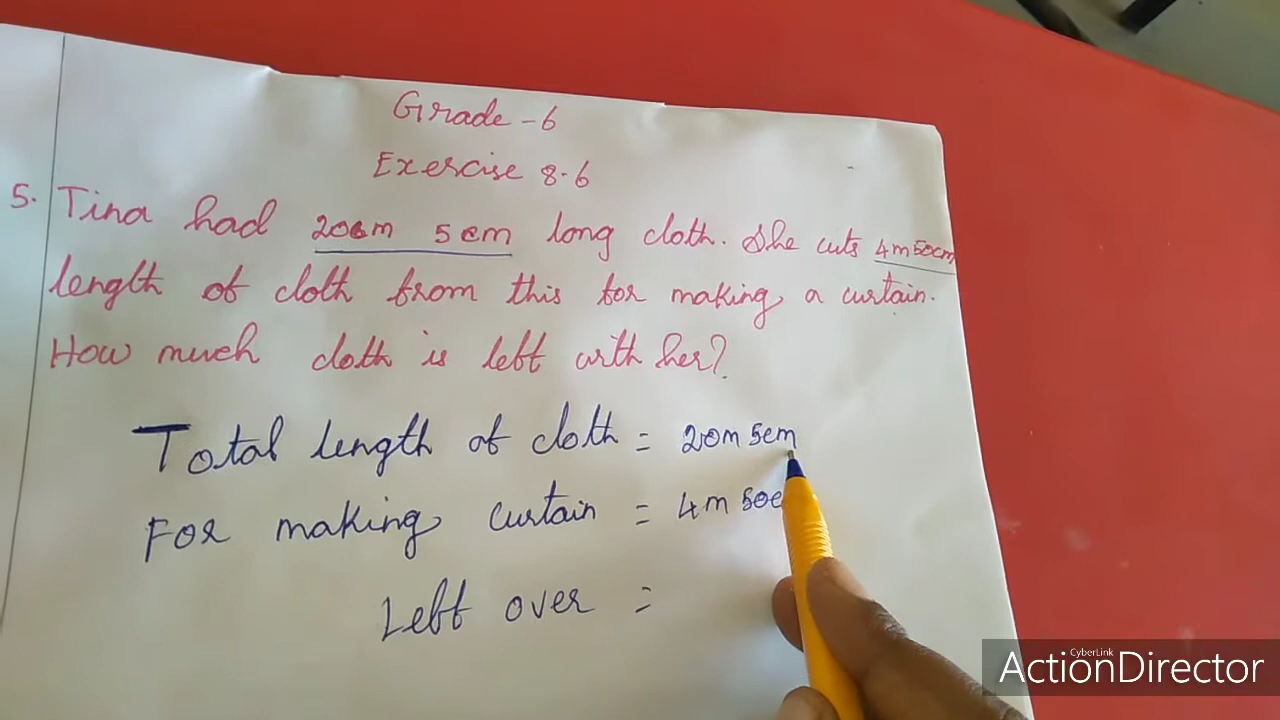 Grade - 6
Exercise 8.6
5. Tina had 20m 5cm long cloth. She cuts 4m 50cm
length of cloth from this for making a curtain.
How much cloth is left with her?
Total length of cloth = 20m 5cm
For making curtain = 4m 50c
Left over =
CyberLink
ActionDirector